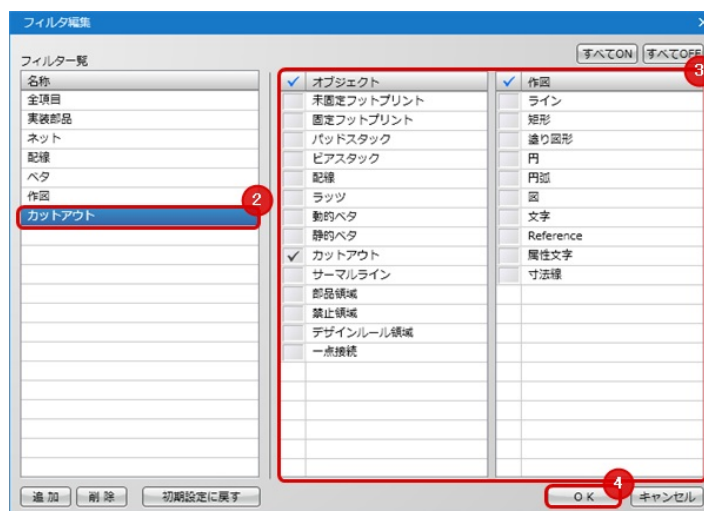 フィルタ編集
フィルター覧
すべてON すべてOFF
3
名称
全項目
実装部品
ネット
配線
ベタ
作図
2
カットアウト
オブジェクト
未固定フットプリント
固定フットプリント
パッドスタック
ビアスタック
配線
ラッツ
動的ベタ
静的ベタ
カットアウト
サーマルライン
部品領域
禁止領域
デザインルール領域
一点接続
作図
ライン
矩形
塗り図形
円
円弧
図
文字
Reference
属性文字
寸法線
4
追加 削除 初期設定に戻す OK キャンセル